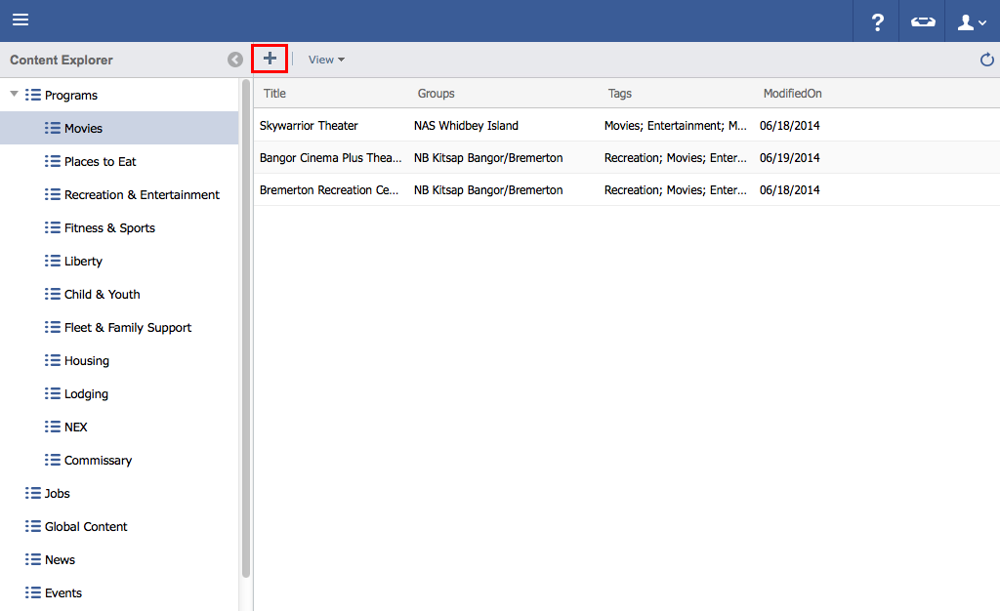 ?
Content Explorer
+ View
Title Groups Tags ModifiedOn
Programs
Skywarrior Theater NAS Whidbey Island Movies; Entertainment; M... 06/18/2014
Movies
Bangor Cinema Plus Thea... NB Kitsap Bangor/Bremerton Recreation; Movies; Enter... 06/19/2014
Places to Eat
Bremerton Recreation Ce... NB Kitsap Bangor/Bremerton Recreation; Movies; Enter... 06/18/2014
Recreation & Entertainment
Fitness & Sports
Liberty
Child & Youth
Fleet & Family Support
Housing
Lodging
NEX
Commissary
Jobs
Global Content
News
Events